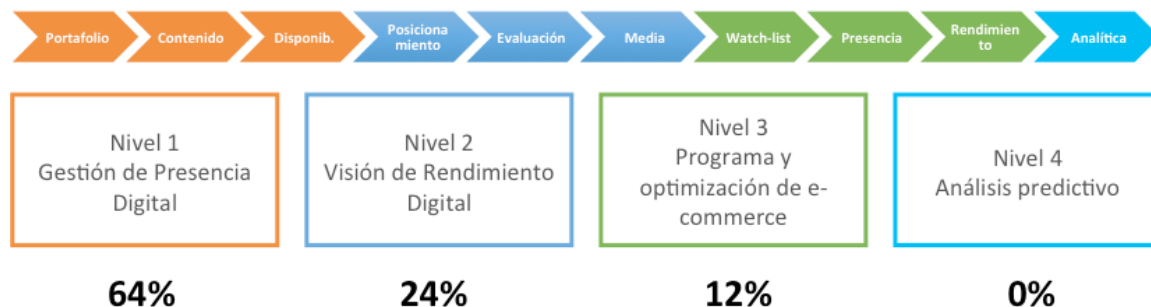 Portafolio
Contenido
Disponib.
Posiciona
miento
Evaluación
Media
Watch-list
Presencia
Rendimien
to
Analítica
Nivel 1
Gestión de Presencia
Digital
Nivel 2
Visión de Rendimiento
Digital
Nivel 3
Programa y
optimización de e-
commerce
Nivel 4
Análisis predictivo
64%
24%
12%
0%